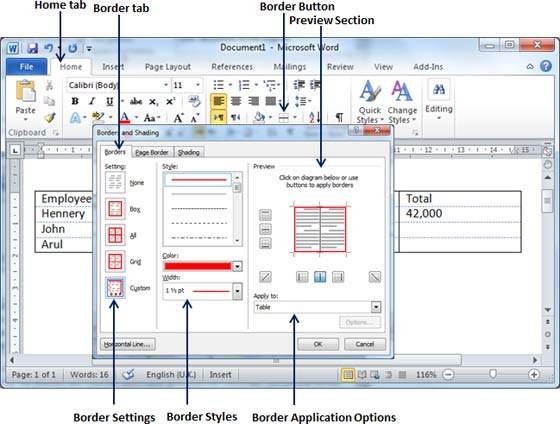 Home tab
Border tab
Border Button
Preview Section
Document1 - Microsoft Word
File Home Insert Page Layout References Mailings Review View Add-Ins
Calibri (Body) 11
Paste
Quick Styles
Change Styles
Editing
Clipboard
Styles
Borders and Shading
Borders Page Border Shading
Setting:
None
Box
All
Grid
Custom
Style:
Color:
Width:
1 ½ pt
Preview
Click on diagram below or use
buttons to apply borders
Apply to:
Table
Options...
Horizontal Line...
OK Cancel
Employee
Total
Hennery
42,000
John
Arul
Page: 1 of 1 Words: 16 English (U.K.) Insert 116%
Border Settings
Border Styles
Border Application Options